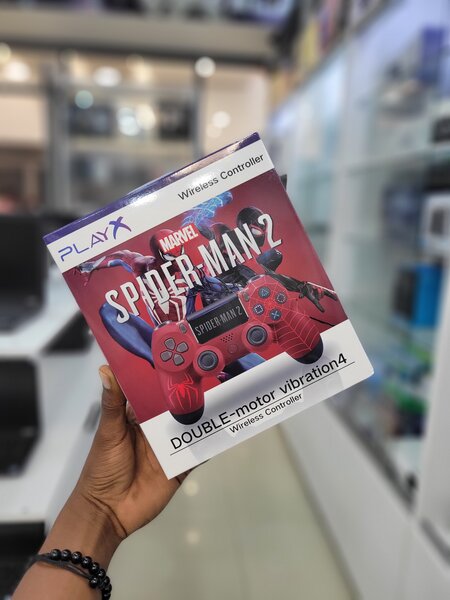 PLAYX
Wireless Controller
MARVEL
SPIDER-MAN 2
SPIDER-MAN 2
DOUBLE-motor vibration4
Wireless Controller